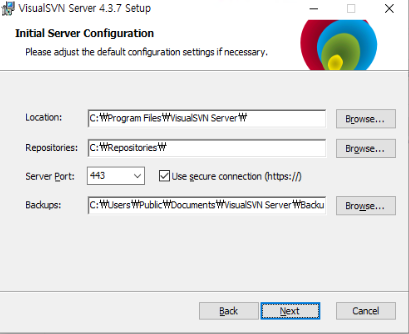 VisualSVN Server 4.3.7 Setup
Initial Server Configuration
Please adjust the default configuration settings if necessary.
Location: C:₩Program Files₩VisualSVN Server₩ Browse...
Repositories: C:₩Repositories₩ Browse...
Server Port: 443 Use secure connection (https://)
Backups: C:₩Users₩Public₩Documents₩VisualSVN Server₩Backu Browse...
Back Next Cancel